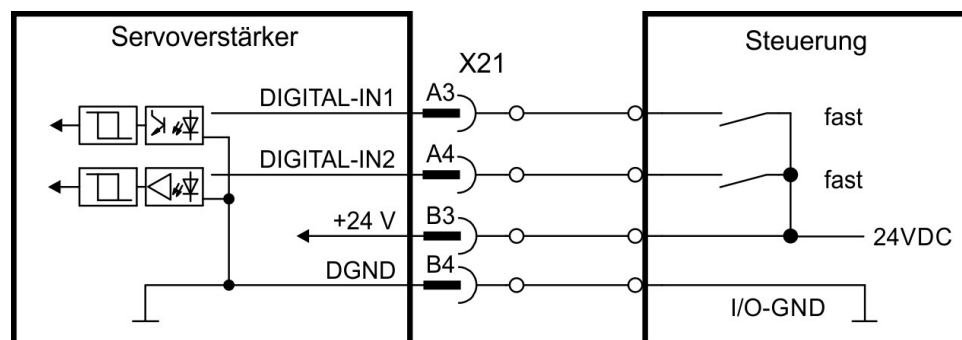 Servoverstärker
Steuerung
X21
DIGITAL-IN1
A3
fast
DIGITAL-IN2
A4
fast
+24 V
B3
24VDC
DGND
B4
I/O-GND